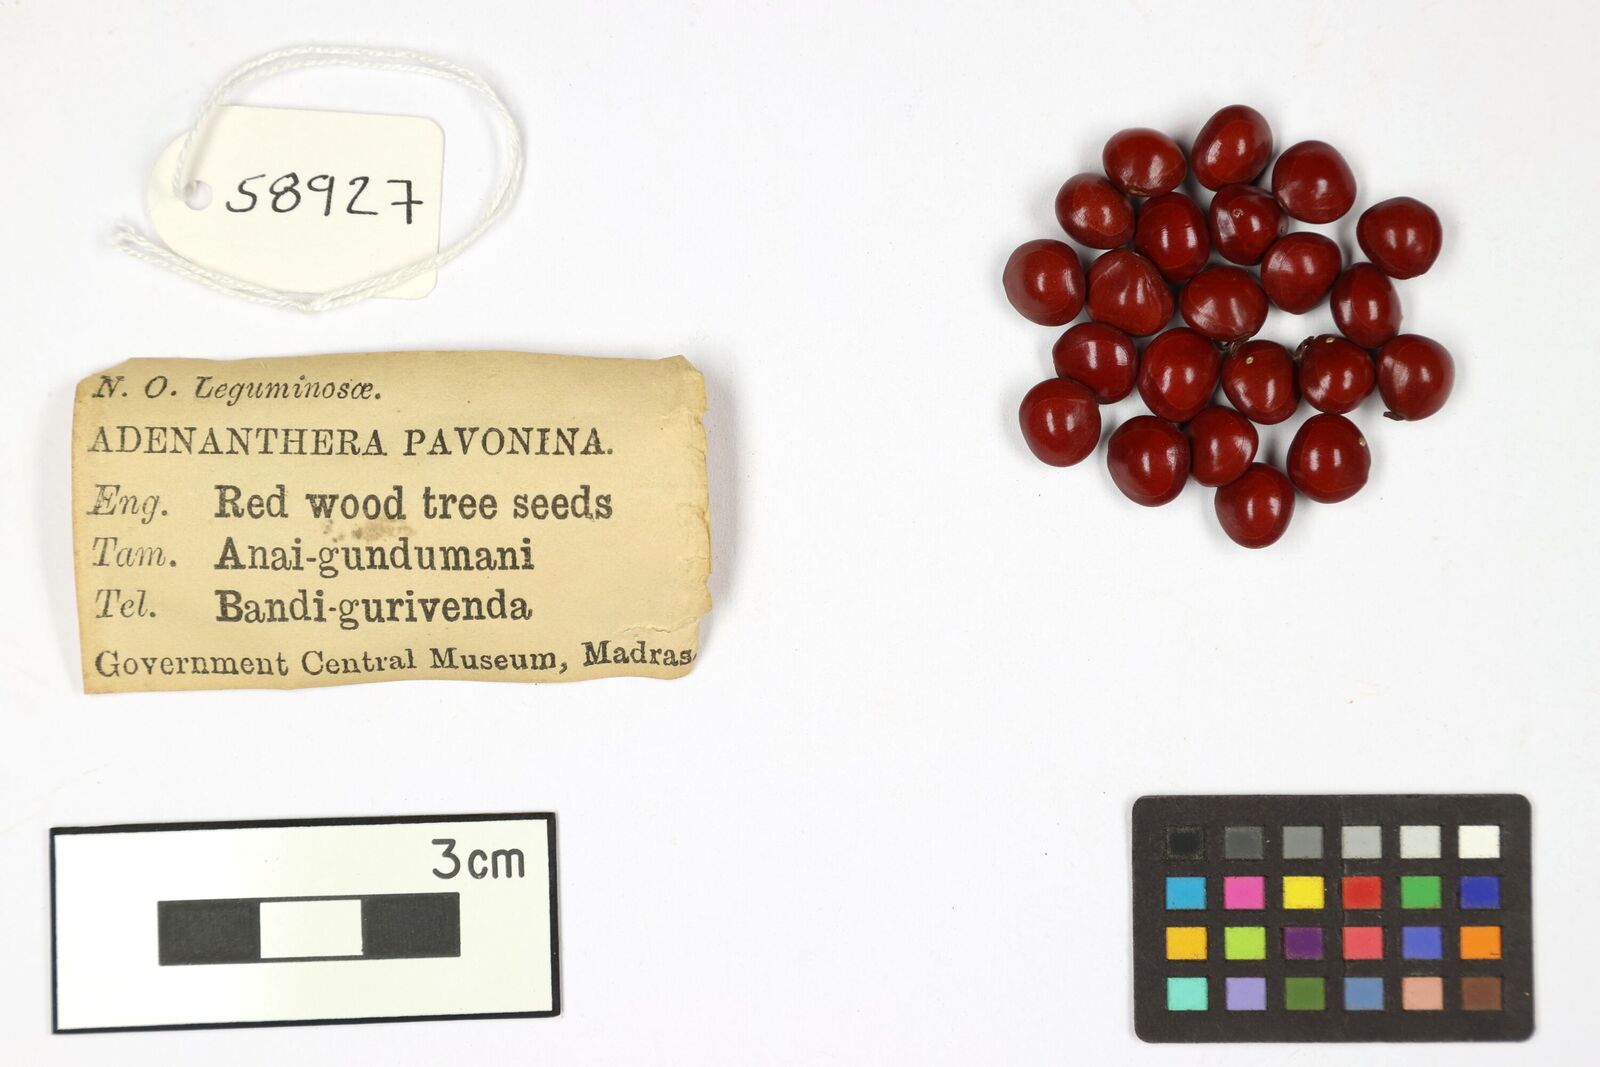 58927
N. O. Leguminosæ.
ADENANTHERA PAVONINA.
Eng. Red wood tree seeds
Tam. Anai-gundumani
Tel. Bandi-gurivenda
Government Central Museum, Madras
3cm